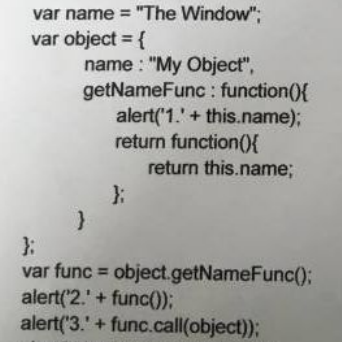 var name = "The Window";
var object = {
name : "My Object",
getNameFunc : function(){
alert('1.' + this.name);
return function(){
return this.name;
};
}
};
var func = object.getNameFunc();
alert('2.' + func());
alert('3.' + func.call(object));